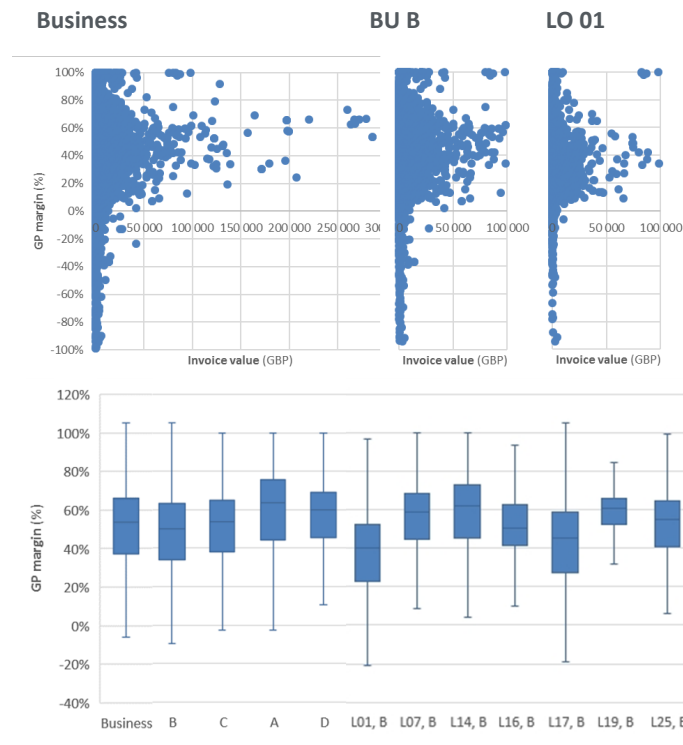 Business BU B LO 01
100%
80%
60%
40%
20%
0%
-20%
-40%
-60%
-80%
-100%
GP margin (%)
0 50 000 100 000 150 000 200 000 250 000 30
Invoice value (GBP)
0 50 000 100 000
Invoice value (GBP)
0 50 000 100 000
Invoice value (GBP)
120%
100%
80%
60%
40%
20%
0%
-20%
-40%
GP margin (%)
Business B C A D L01, B L07, B L14, B L16, B L17, B L19, B L25, B